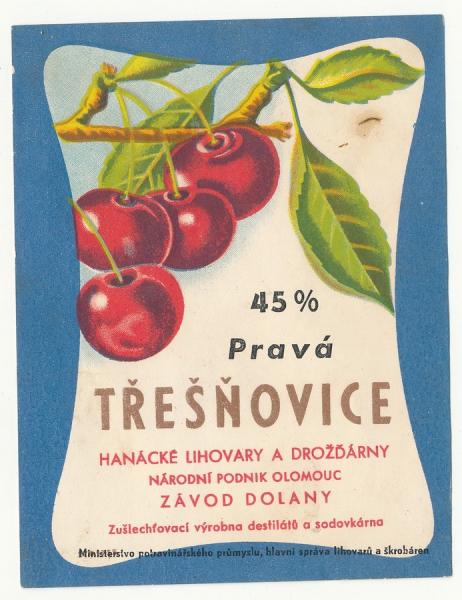 45%
Pravá
TŘEŠŇOVICE
HANÁCKÉ LIHOVARY A DROŽĎÁRNY
NÁRODNÍ PODNIK OLOMOUC
ZÁVOD DOLANY
Zušlechťovací výrobna destilátů a sodovkárna
Ministerstvo potravinářského průmyslu, hlavní správa lihovarů a škrobáren